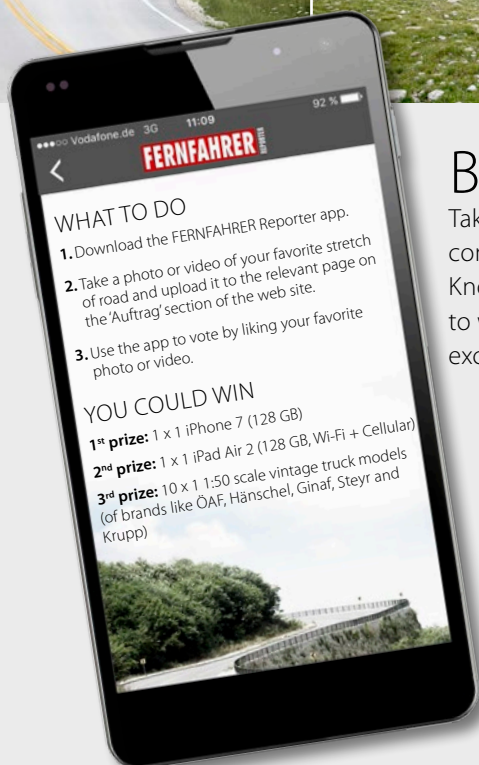 Vodafone.de 3G 11:09 92 %
FERNFAHRER REPORTER
WHAT TO DO
1. Download the FERNFAHRER Reporter app.
2. Take a photo or video of your favorite stretch
of road and upload it to the relevant page on
the 'Auftrag' section of the web site.
3. Use the app to vote by liking your favorite
photo or video.
YOU COULD WIN
1st prize: 1 x 1 iPhone 7 (128 GB)
2nd prize: 1 x 1 iPad Air 2 (128 GB, Wi-Fi + Cellular)
3rd prize: 10 x 1 1:50 scale vintage truck models
(of brands like ÖAF, Hänschel, Ginaf, Steyr and
Krupp)